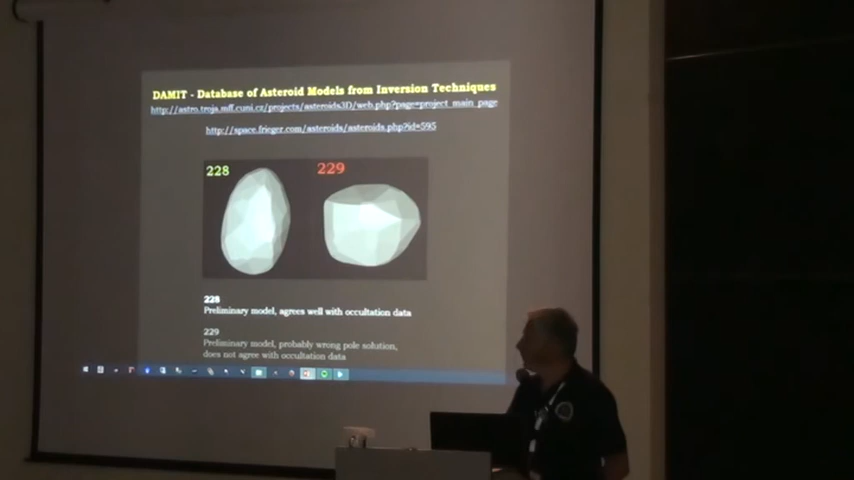 DAMIT - Database of Asteroid Models from Inversion Techniques
http://astro.troja.mff.cuni.cz/projects/asteroids3D/web.php?page=project_main_page
http://space.frieger.com/asteroids/asteroids.php?id=595
228
229
228
Preliminary model, agrees well with occultation data
229
Preliminary model, probably wrong pole solution,
does not agree with occultation data